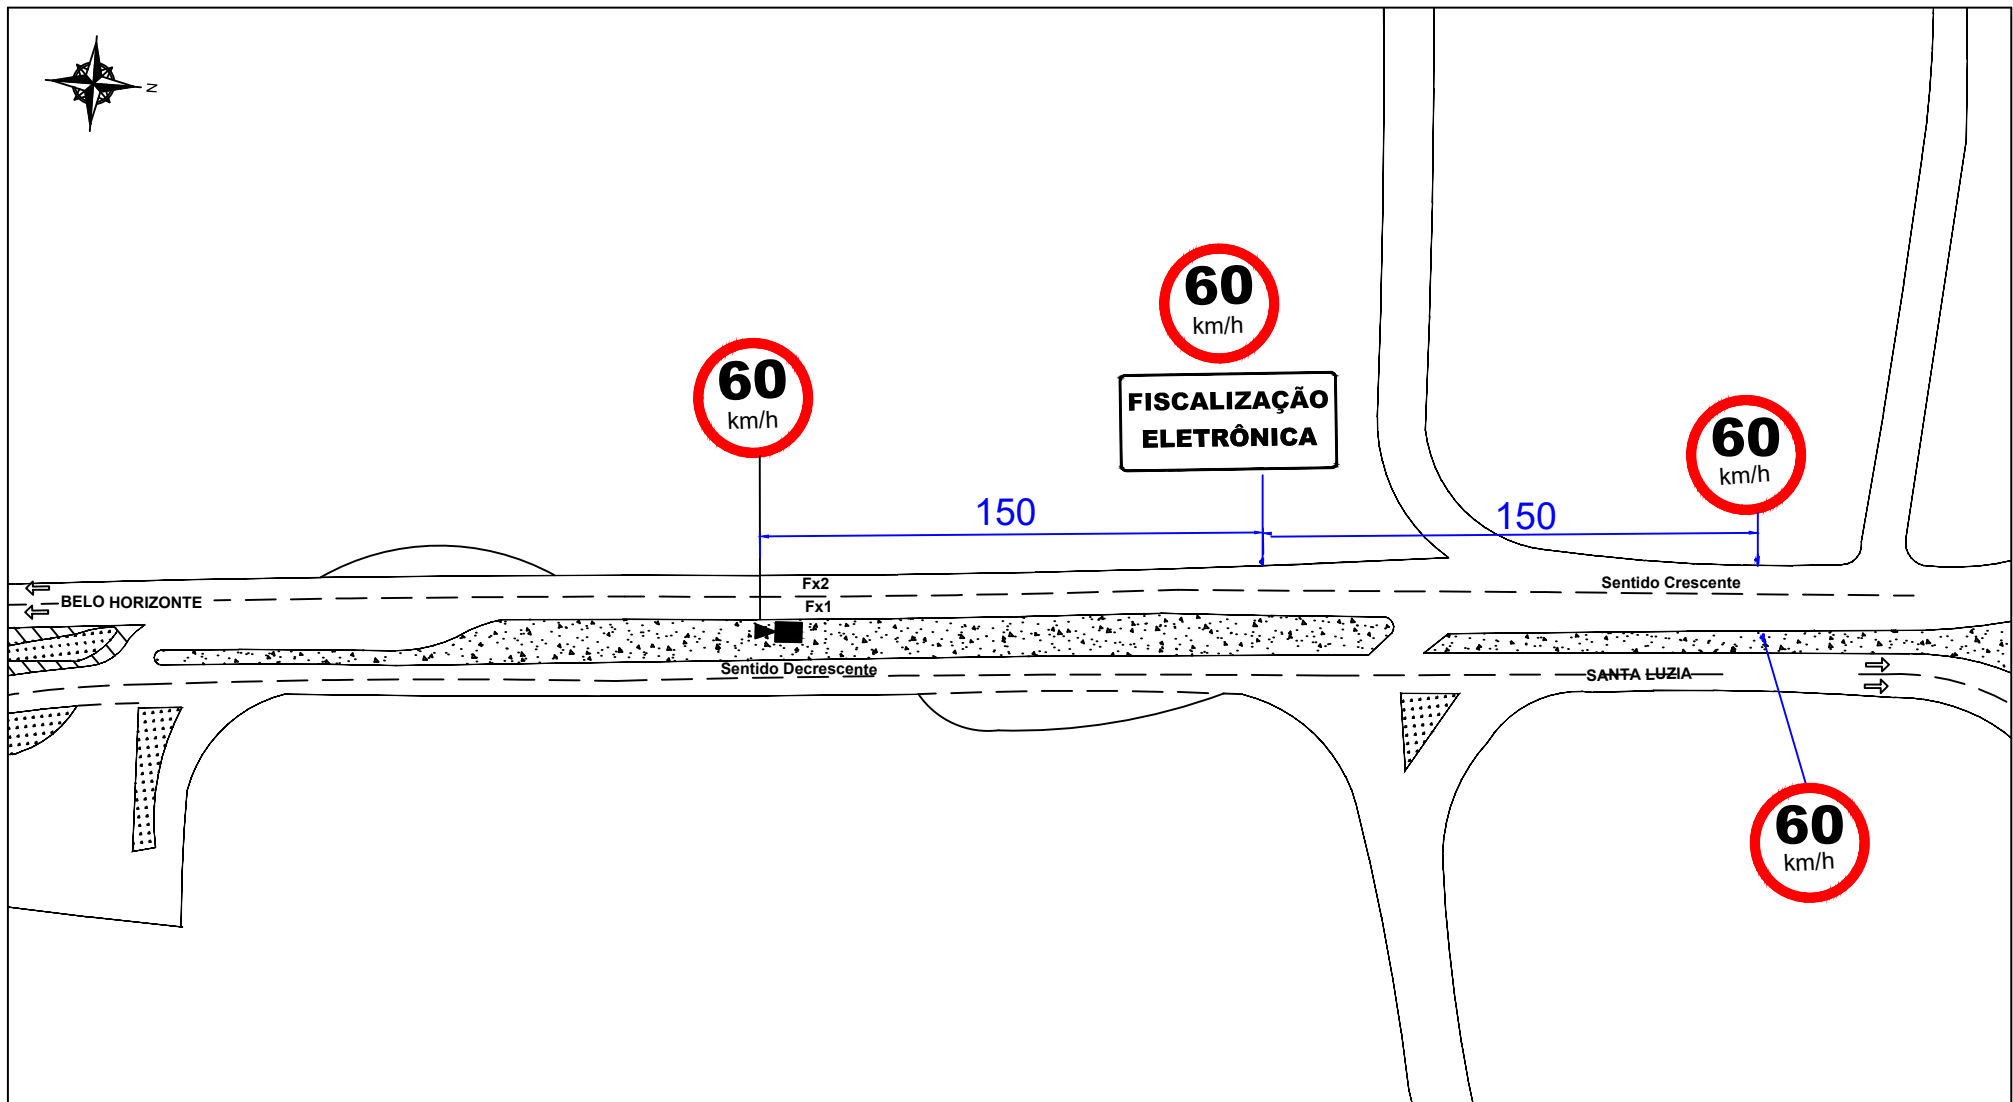 N
60
km/h
FISCALIZAÇÃO
ELETRÔNICA
60
km/h
60
km/h
150
150
Fx2
Sentido Crescente
BELO HORIZONTE
Fx1
Sentido Decrescente
SANTA LUZIA
60
km/h